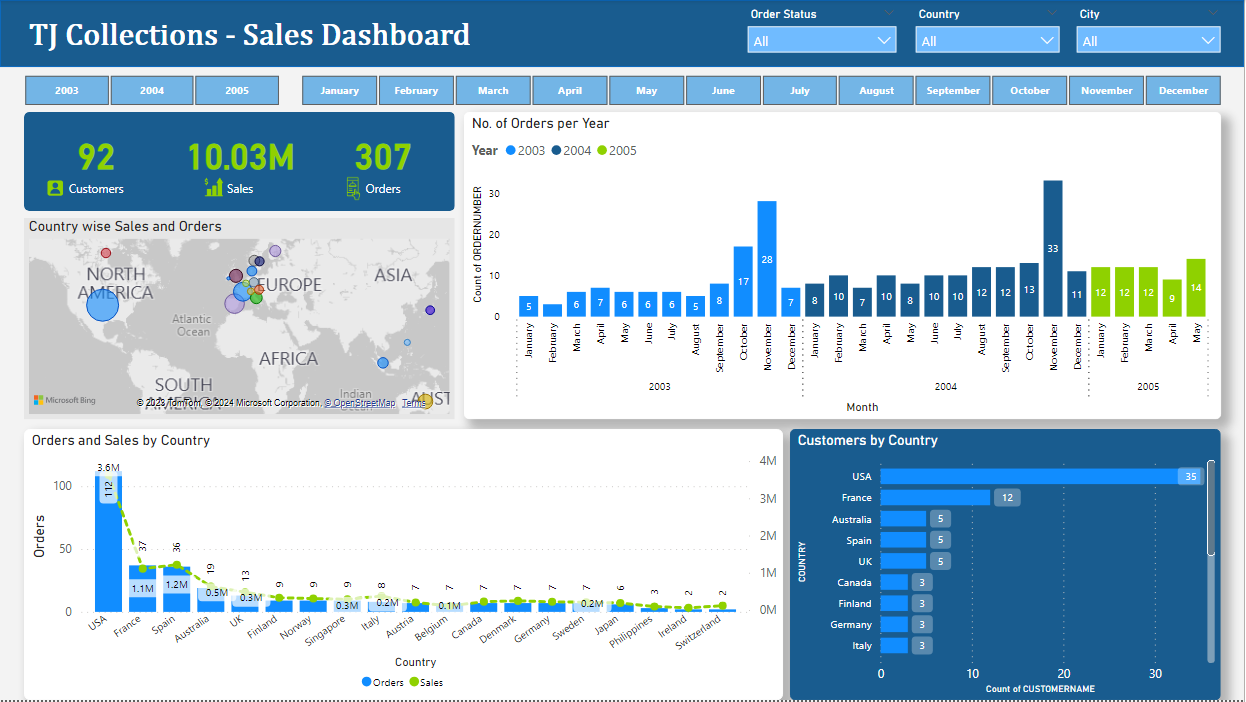 TJ Collections - Sales Dashboard
Order Status
Country
City
All
All
All
2003
2004
2005
January
February
March
April
May
June
July
August
September
October
November
December
92
10.03M
307
Customers
Sales
Orders
No. of Orders per Year
Year 2003 2004 2005
Count of ORDERNUMBER
30
20
10
0
5
6
7
6
6
6
5
8
17
28
7
8
10
7
10
8
10
10
12
12
13
33
11
12
12
12
9
14
January
February
March
April
May
June
July
August
September
October
November
December
January
February
March
April
May
June
July
August
September
October
November
December
January
February
March
April
May
2003
2004
2005
Month
Country wise Sales and Orders
NORTH
AMERICA
EUROPE
ASIA
Atlantic
Ocean
AFRICA
SOUTH
AMERICA
Indian
Microsoft Bing
© 2023 TomTom, © 2024 Microsoft Corporation, © OpenStreetMap Terms
Orders and Sales by Country
Orders
100
50
0
4M
3M
2M
1M
0M
3.6M
112
37
36
19
13
9
9
9
8
7
7
7
7
7
7
6
3
2
2
1.1M
1.2M
0.5M
0.3M
0.3M
0.2M
0.1M
0.2M
USA
France
Spain
Australia
UK
Finland
Norway
Singapore
Italy
Austria
Belgium
Canada
Denmark
Germany
Sweden
Japan
Philippines
Ireland
Switzerland
Country
Orders Sales
Customers by Country
COUNTRY
USA 35
France 12
Australia 5
Spain 5
UK 5
Canada 3
Finland 3
Germany 3
Italy 3
0 10 20 30
Count of CUSTOMERNAME